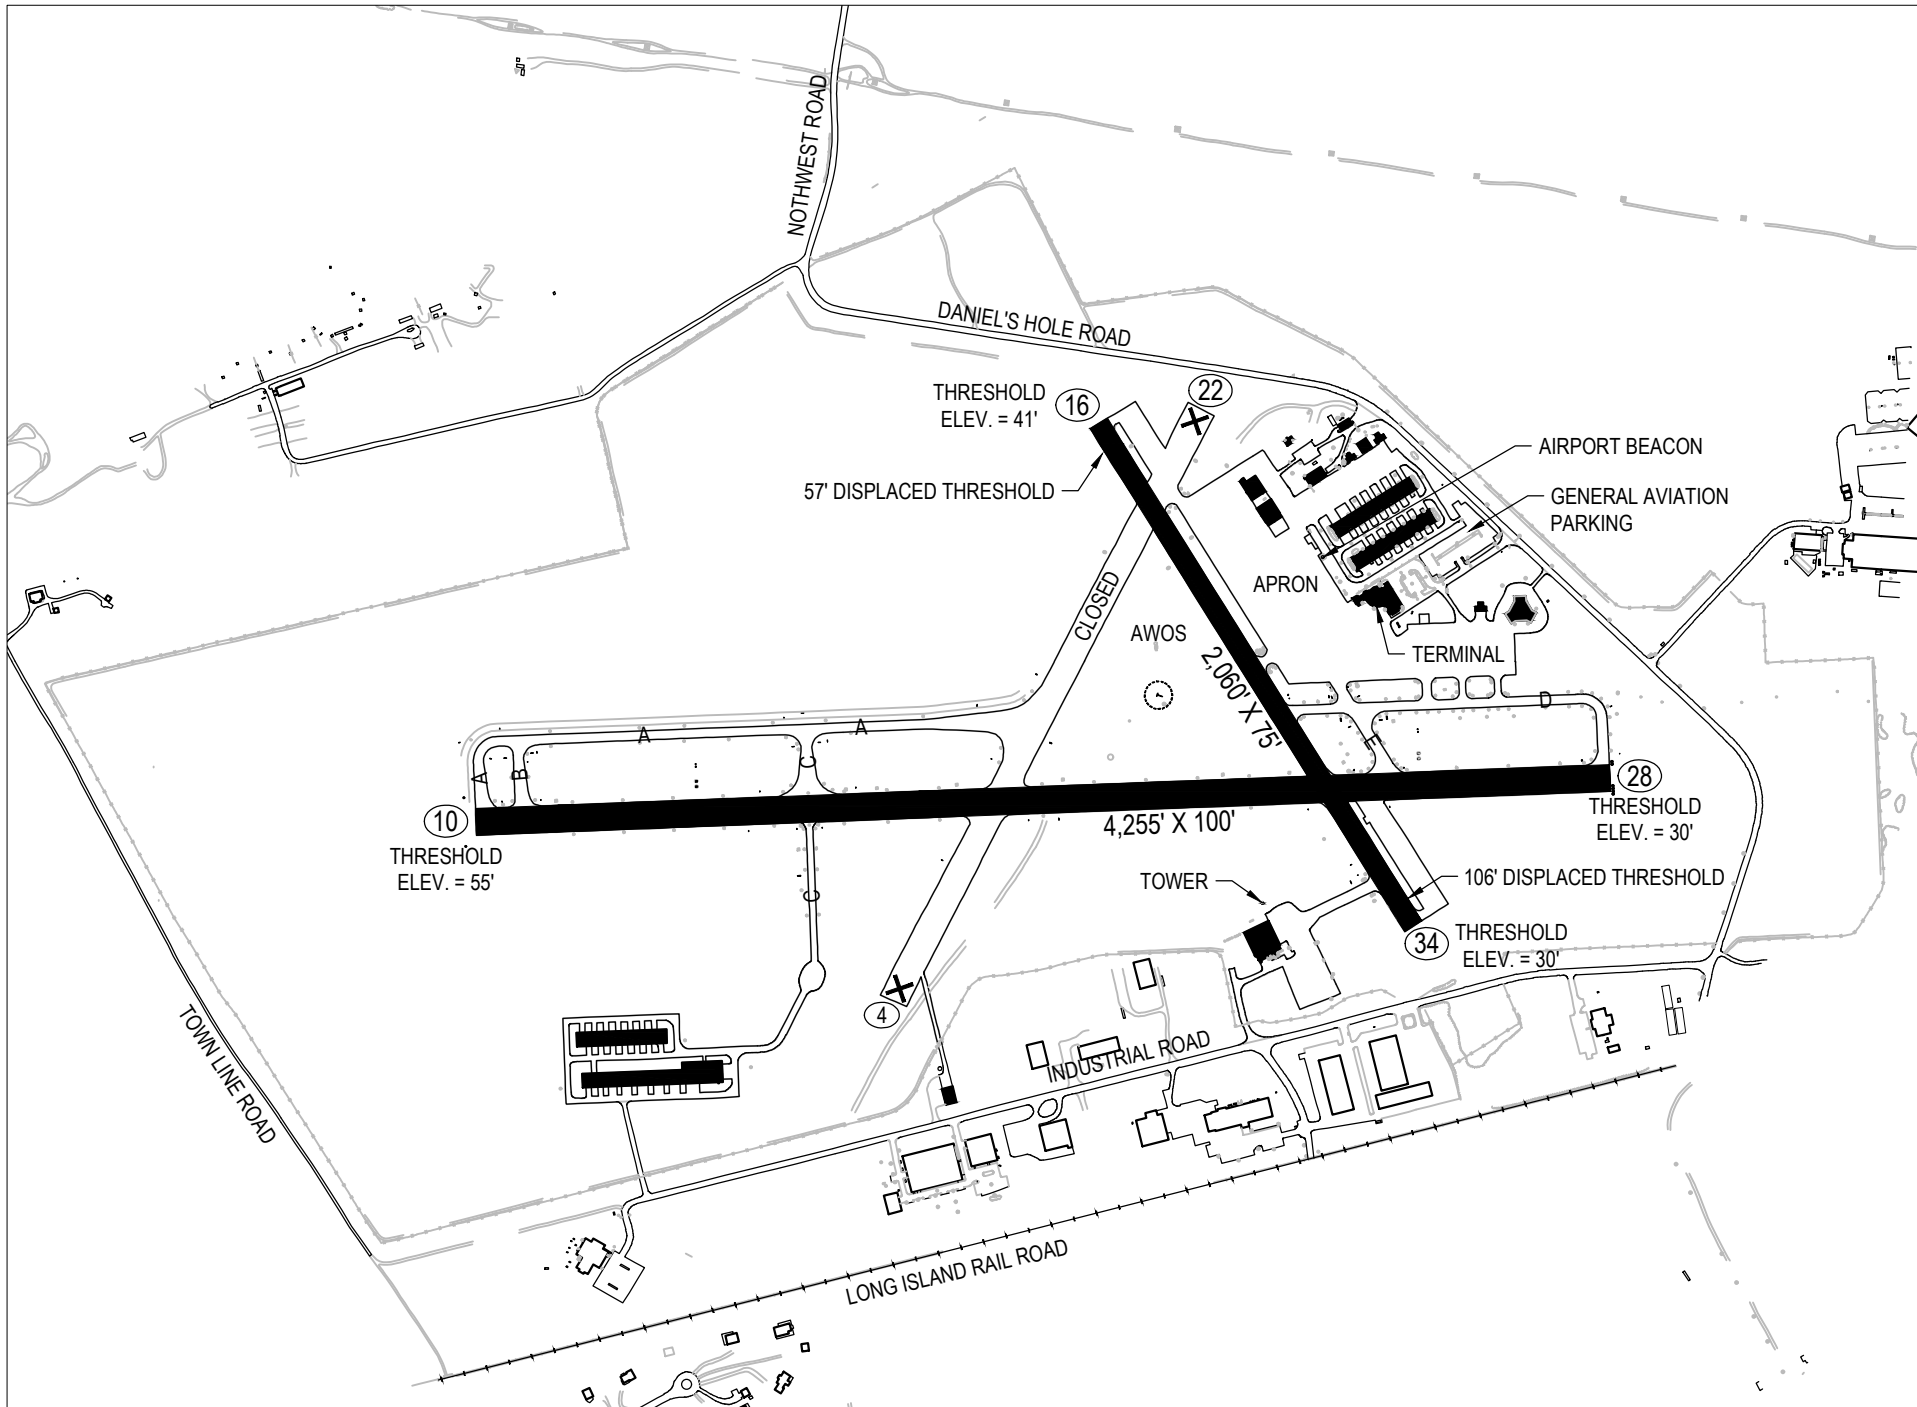 NOTHWEST ROAD
DANIEL'S HOLE ROAD
THRESHOLD
ELEV. = 41'
16
22
57' DISPLACED THRESHOLD
AIRPORT BEACON
GENERAL AVIATION
PARKING
APRON
CLOSED
AWOS
TERMINAL
2,060' X 75'
A
A
A
B
C
D
E
10
THRESHOLD
ELEV. = 55'
4,255' X 100'
28
THRESHOLD
ELEV. = 30'
C
TOWER
106' DISPLACED THRESHOLD
34
THRESHOLD
ELEV. = 30'
4
TOWN LINE ROAD
INDUSTRIAL ROAD
LONG ISLAND RAIL ROAD